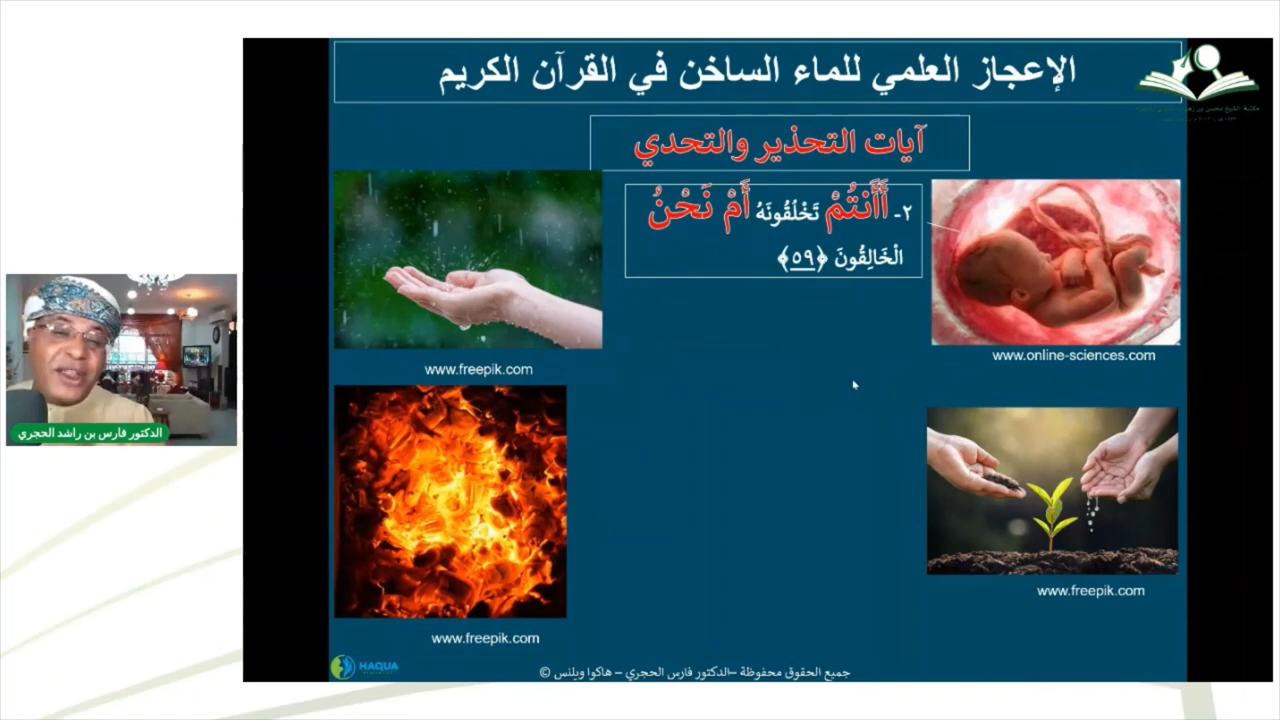 الإعجاز العلمي للماء الساخن في القرآن الكريم
آيات التحذير والتحدي
٢- أَأَنتُمْ تَخْلُقُونَهُ أَمْ نَحْنُ
الْخَالِقُونَ ﴿٥٩﴾
www.freepik.com
www.online-sciences.com
الدكتور فارس بن راشد الحجري
www.freepik.com
www.freepik.com
HAQUA
جميع الحقوق محفوظة –الدكتور فارس الحجري – هاكوا ويلنس ©